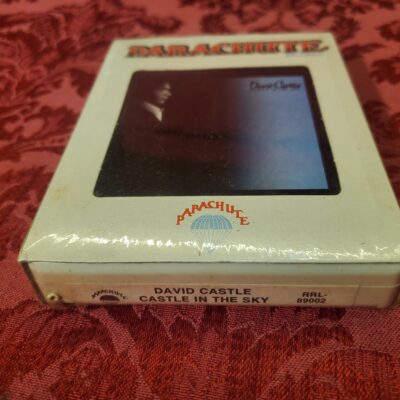 PARACHUTE
David Castle
PARACHUTE
PARACHUTE
DAVID CASTLE
CASTLE IN THE SKY
RRL-
89002